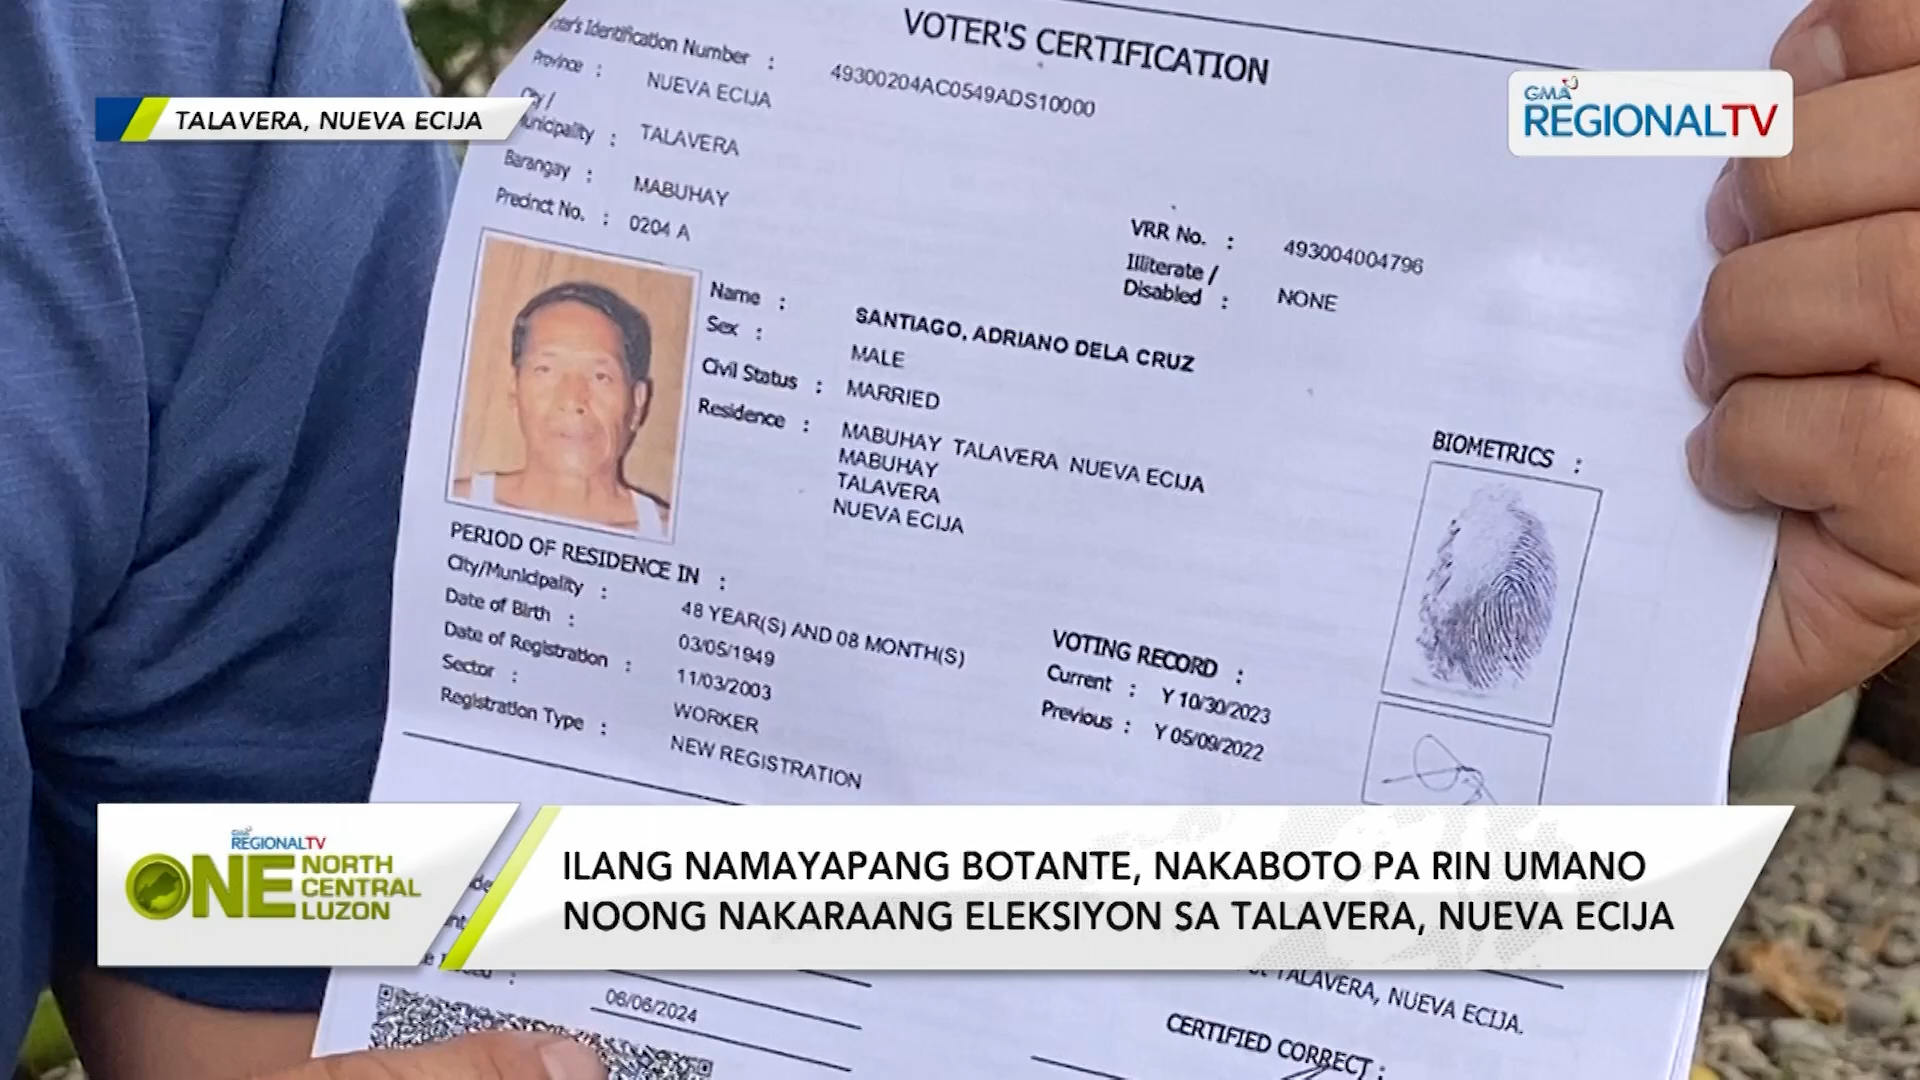 VOTER'S CERTIFICATION
Voter's Identification Number : 49300204AC0549ADS10000
Province : NUEVA ECIJA
City /
Municipality : TALAVERA
Barangay : MABUHAY
Precinct No. : 0204 A
TALAVERA, NUEVA ECIJA
GMA
REGIONALTV
VRR No. : 493004004796
Illiterate /
Disabled : NONE
Name : SANTIAGO, ADRIANO DELA CRUZ
Sex : MALE
Civil Status : MARRIED
Residence : MABUHAY TALAVERA NUEVA ECIJA
MABUHAY
TALAVERA
NUEVA ECIJA
BIOMETRICS :
PERIOD OF RESIDENCE IN :
City/Municipality : 48 YEAR(S) AND 08 MONTH(S)
Date of Birth : 03/05/1949
Date of Registration : 11/03/2003
Sector : WORKER
Registration Type : NEW REGISTRATION
VOTING RECORD :
Current : Y 10/30/2023
Previous : Y 05/09/2022
GMA
REGIONALTV
ONE NORTH
CENTRAL
LUZON
ILANG NAMAYAPANG BOTANTE, NAKABOTO PA RIN UMANO
NOONG NAKARAANG ELEKSIYON SA TALAVERA, NUEVA ECIJA
06/06/2024
TALAVERA, NUEVA ECIJA.
CERTIFIED CORRECT :